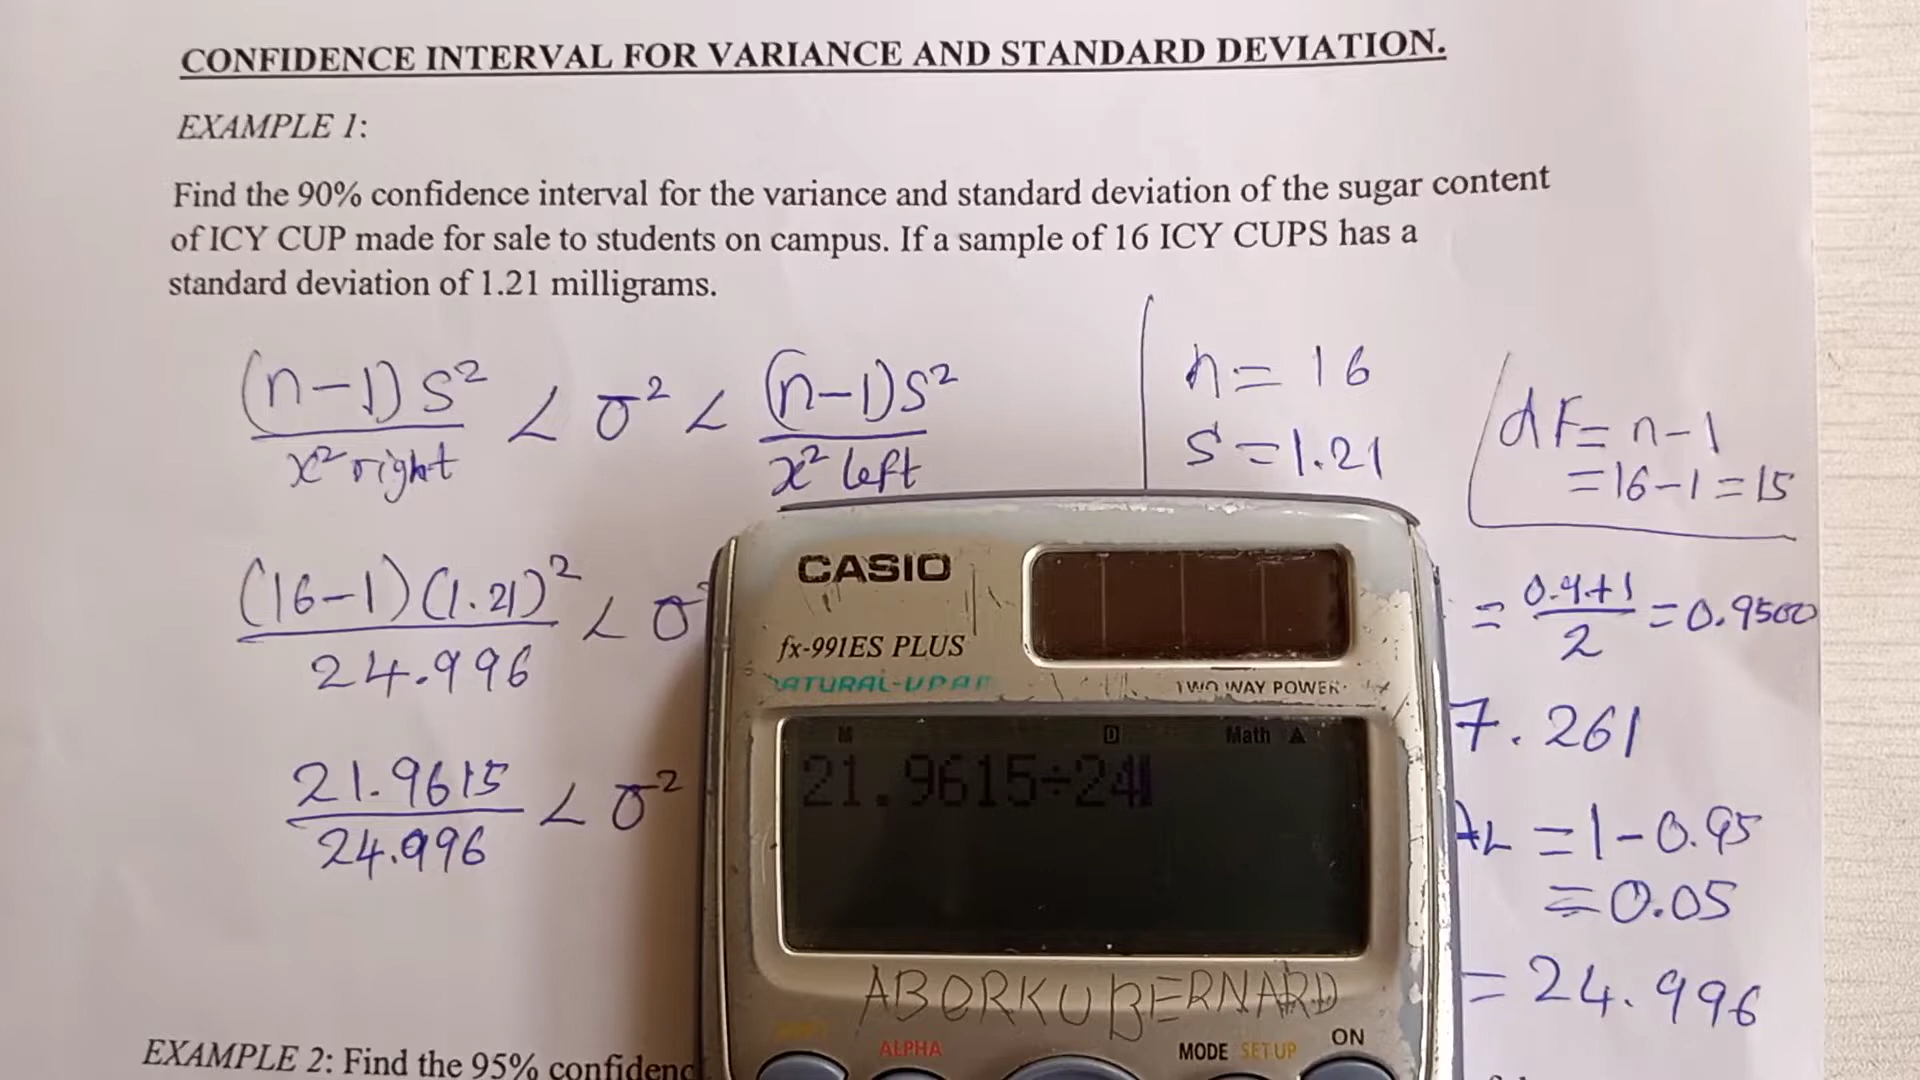 CONFIDENCE INTERVAL FOR VARIANCE AND STANDARD DEVIATION.
EXAMPLE 1:
Find the 90% confidence interval for the variance and standard deviation of the sugar content
of ICY CUP made for sale to students on campus. If a sample of 16 ICY CUPS has a
standard deviation of 1.21 milligrams.
(n-1)S² / x² right < σ² < (n-1)S² / x² left
n = 16
S = 1.21
dF = n-1
= 16-1 = 15
(16-1)(1.21)² / 24.996 < σ²
= 0.9+1 / 2 = 0.9500
7.261
21.9615 / 24.996 < σ²
AL = 1-0.95
= 0.05
= 24.996
CASIO
fx-991ES PLUS
TWO WAY POWER
M D Math ▲
21.9615÷24
ABORKU BERNARD
ALPHA MODE SETUP ON
EXAMPLE 2: Find the 95% confidenc